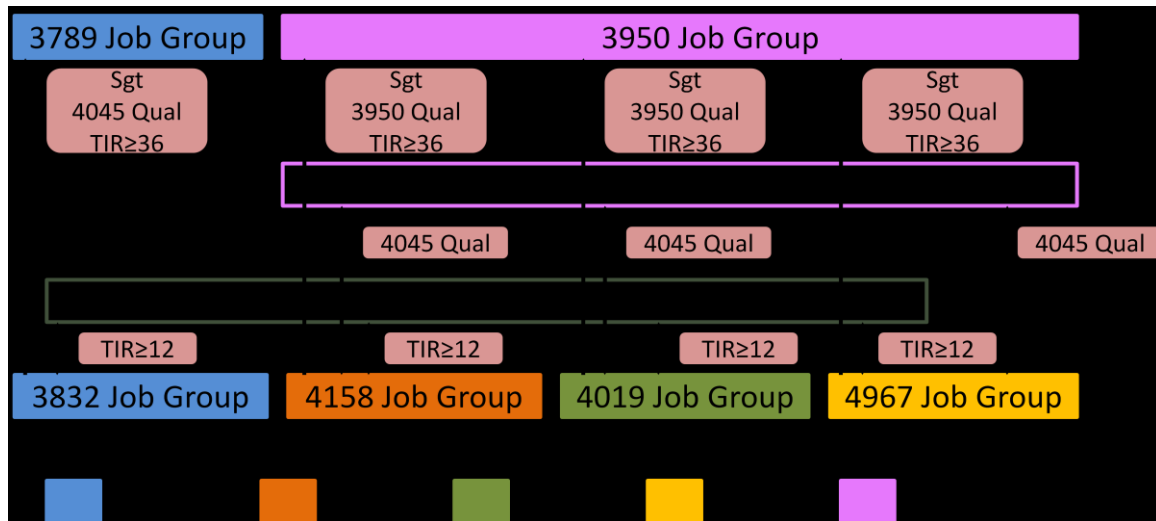 3789 Job Group
3950 Job Group
Sgt
4045 Qual
TIR≥36
Sgt
3950 Qual
TIR≥36
Sgt
3950 Qual
TIR≥36
Sgt
3950 Qual
TIR≥36
4045 Qual
4045 Qual
4045 Qual
TIR≥12
TIR≥12
TIR≥12
TIR≥12
3832 Job Group
4158 Job Group
4019 Job Group
4967 Job Group